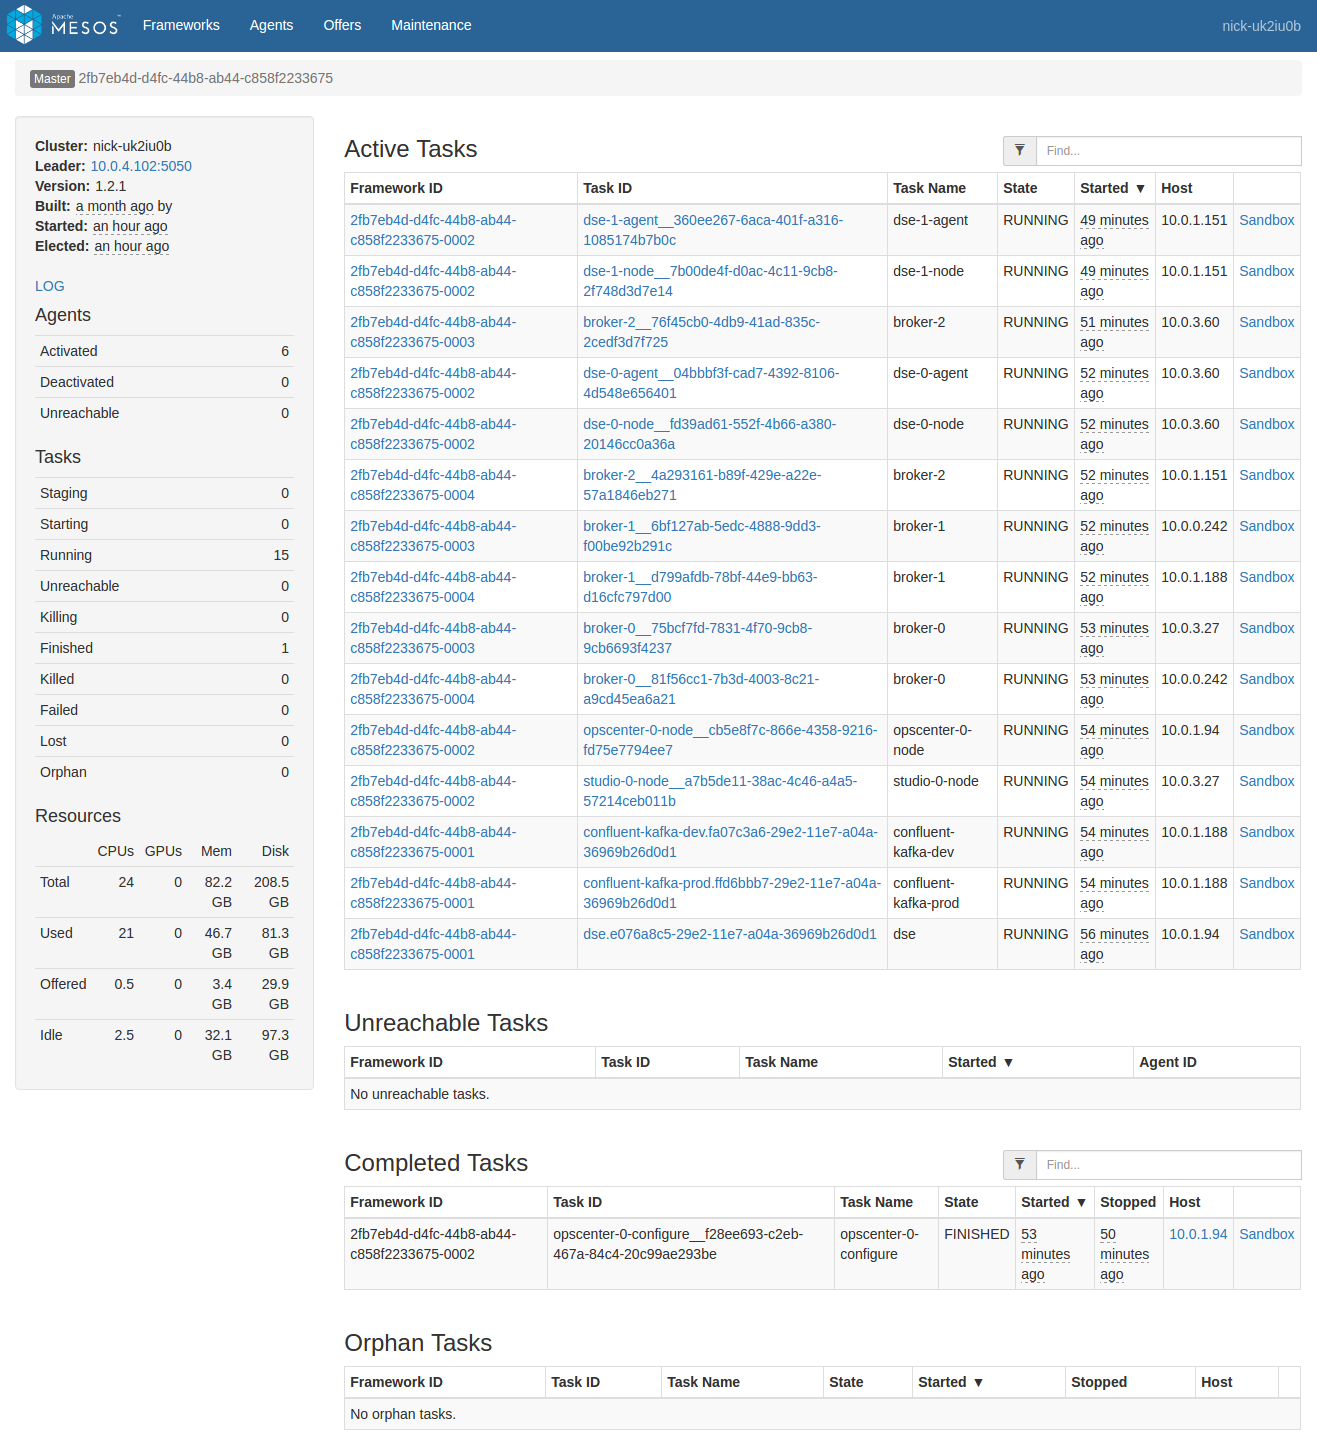 Apache MESOS™ Frameworks Agents Offers Maintenance nick-uk2iu0b
Master 2fb7eb4d-d4fc-44b8-ab44-c858f2233675
Cluster: nick-uk2iu0b
Leader: 10.0.4.102:5050
Version: 1.2.1
Built: a month ago by
Started: an hour ago
Elected: an hour ago
LOG
Agents
Activated 6
Deactivated 0
Unreachable 0
Tasks
Staging 0
Starting 0
Running 15
Unreachable 0
Killing 0
Finished 1
Killed 0
Failed 0
Lost 0
Orphan 0
Resources
CPUs GPUs Mem Disk
Total 24 0 82.2 208.5
GB GB
Used 21 0 46.7 81.3
GB GB
Offered 0.5 0 3.4 29.9
GB GB
Idle 2.5 0 32.1 97.3
GB GB
Active Tasks Find...
Framework ID Task ID Task Name State Started ▼ Host
2fb7eb4d-d4fc-44b8-ab44- dse-1-agent__360ee267-6aca-401f-a316- dse-1-agent RUNNING 49 minutes 10.0.1.151 Sandbox
c858f2233675-0002 1085174b7b0c ago
2fb7eb4d-d4fc-44b8-ab44- dse-1-node__7b00de4f-d0ac-4c11-9cb8- dse-1-node RUNNING 49 minutes 10.0.1.151 Sandbox
c858f2233675-0002 2f748d3d7e14 ago
2fb7eb4d-d4fc-44b8-ab44- broker-2__76f45cb0-4db9-41ad-835c- broker-2 RUNNING 51 minutes 10.0.3.60 Sandbox
c858f2233675-0003 2cedf3d7f725 ago
2fb7eb4d-d4fc-44b8-ab44- dse-0-agent__04bbbf3f-cad7-4392-8106- dse-0-agent RUNNING 52 minutes 10.0.3.60 Sandbox
c858f2233675-0002 4d548e656401 ago
2fb7eb4d-d4fc-44b8-ab44- dse-0-node__fd39ad61-552f-4b66-a380- dse-0-node RUNNING 52 minutes 10.0.3.60 Sandbox
c858f2233675-0002 20146cc0a36a ago
2fb7eb4d-d4fc-44b8-ab44- broker-2__4a293161-b89f-429e-a22e- broker-2 RUNNING 52 minutes 10.0.1.151 Sandbox
c858f2233675-0004 57a1846eb271 ago
2fb7eb4d-d4fc-44b8-ab44- broker-1__6bf127ab-5edc-4888-9dd3- broker-1 RUNNING 52 minutes 10.0.0.242 Sandbox
c858f2233675-0003 f00be92b291c ago
2fb7eb4d-d4fc-44b8-ab44- broker-1__d799afdb-78bf-44e9-bb63- broker-1 RUNNING 52 minutes 10.0.1.188 Sandbox
c858f2233675-0004 d16cfc797d00 ago
2fb7eb4d-d4fc-44b8-ab44- broker-0__75bcf7fd-7831-4f70-9cb8- broker-0 RUNNING 53 minutes 10.0.3.27 Sandbox
c858f2233675-0003 9cb6693f4237 ago
2fb7eb4d-d4fc-44b8-ab44- broker-0__81f56cc1-7b3d-4003-8c21- broker-0 RUNNING 53 minutes 10.0.0.242 Sandbox
c858f2233675-0004 a9cd45ea6a21 ago
2fb7eb4d-d4fc-44b8-ab44- opscenter-0-node__cb5e8f7c-866e-4358-9216- opscenter-0- RUNNING 54 minutes 10.0.1.94 Sandbox
c858f2233675-0002 fd75e7794ee7 node ago
2fb7eb4d-d4fc-44b8-ab44- studio-0-node__a7b5de11-38ac-4c46-a4a5- studio-0-node RUNNING 54 minutes 10.0.3.27 Sandbox
c858f2233675-0002 57214ceb011b ago
2fb7eb4d-d4fc-44b8-ab44- confluent-kafka-dev.fa07c3a6-29e2-11e7-a04a- confluent- RUNNING 54 minutes 10.0.1.188 Sandbox
c858f2233675-0001 36969b26d0d1 kafka-dev ago
2fb7eb4d-d4fc-44b8-ab44- confluent-kafka-prod.ffd6bbb7-29e2-11e7-a04a- confluent- RUNNING 54 minutes 10.0.1.188 Sandbox
c858f2233675-0001 36969b26d0d1 kafka-prod ago
2fb7eb4d-d4fc-44b8-ab44- dse.e076a8c5-29e2-11e7-a04a-36969b26d0d1 dse RUNNING 56 minutes 10.0.1.94 Sandbox
c858f2233675-0001 ago
Unreachable Tasks
Framework ID Task ID Task Name Started ▼ Agent ID
No unreachable tasks.
Completed Tasks Find...
Framework ID Task ID Task Name State Started ▼ Stopped Host
2fb7eb4d-d4fc-44b8-ab44- opscenter-0-configure__f28ee693-c2eb- opscenter-0- FINISHED 53 50 10.0.1.94 Sandbox
c858f2233675-0002 467a-84c4-20c99ae293be configure minutes minutes
ago ago
Orphan Tasks
Framework ID Task ID Task Name State Started ▼ Stopped Host
No orphan tasks.